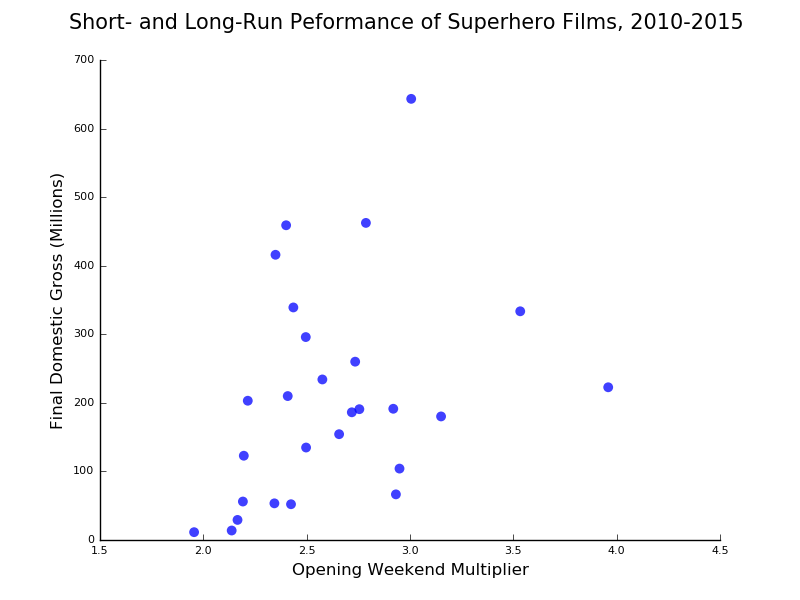 Short- and Long-Run Peformance of Superhero Films, 2010-2015
700
600
500
400
300
200
100
0
Final Domestic Gross (Millions)
1.5 2.0 2.5 3.0 3.5 4.0 4.5
Opening Weekend Multiplier